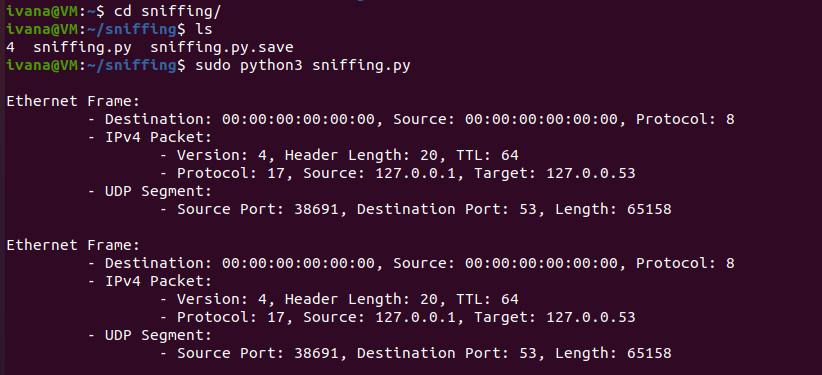 ivana@VM:~$ cd sniffing/
ivana@VM:~/sniffing$ ls
4  sniffing.py  sniffing.py.save
ivana@VM:~/sniffing$ sudo python3 sniffing.py

Ethernet Frame:
         - Destination: 00:00:00:00:00:00, Source: 00:00:00:00:00:00, Protocol: 8
         - IPv4 Packet:
                 - Version: 4, Header Length: 20, TTL: 64
                 - Protocol: 17, Source: 127.0.0.1, Target: 127.0.0.53
         - UDP Segment:
                 - Source Port: 38691, Destination Port: 53, Length: 65158

Ethernet Frame:
         - Destination: 00:00:00:00:00:00, Source: 00:00:00:00:00:00, Protocol: 8
         - IPv4 Packet:
                 - Version: 4, Header Length: 20, TTL: 64
                 - Protocol: 17, Source: 127.0.0.1, Target: 127.0.0.53
         - UDP Segment:
                 - Source Port: 38691, Destination Port: 53, Length: 65158